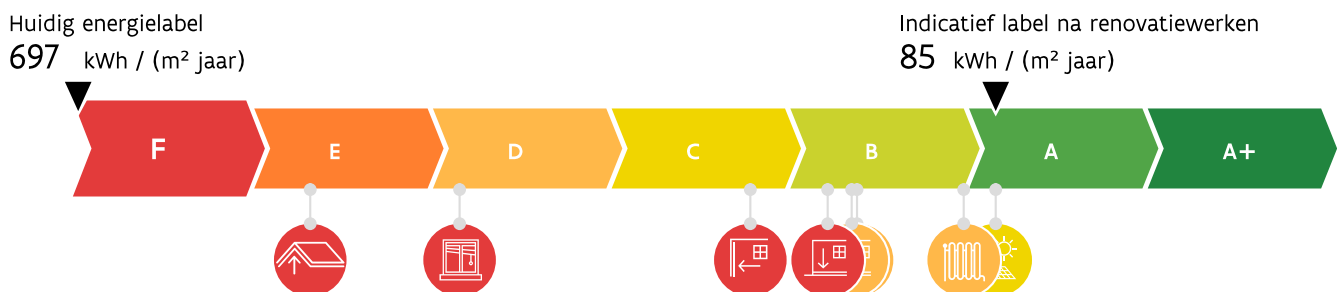 Huidig energielabel
697 kWh / (m² jaar)
Indicatief label na renovatiewerken
85 kWh / (m² jaar)
F E D C B A A+